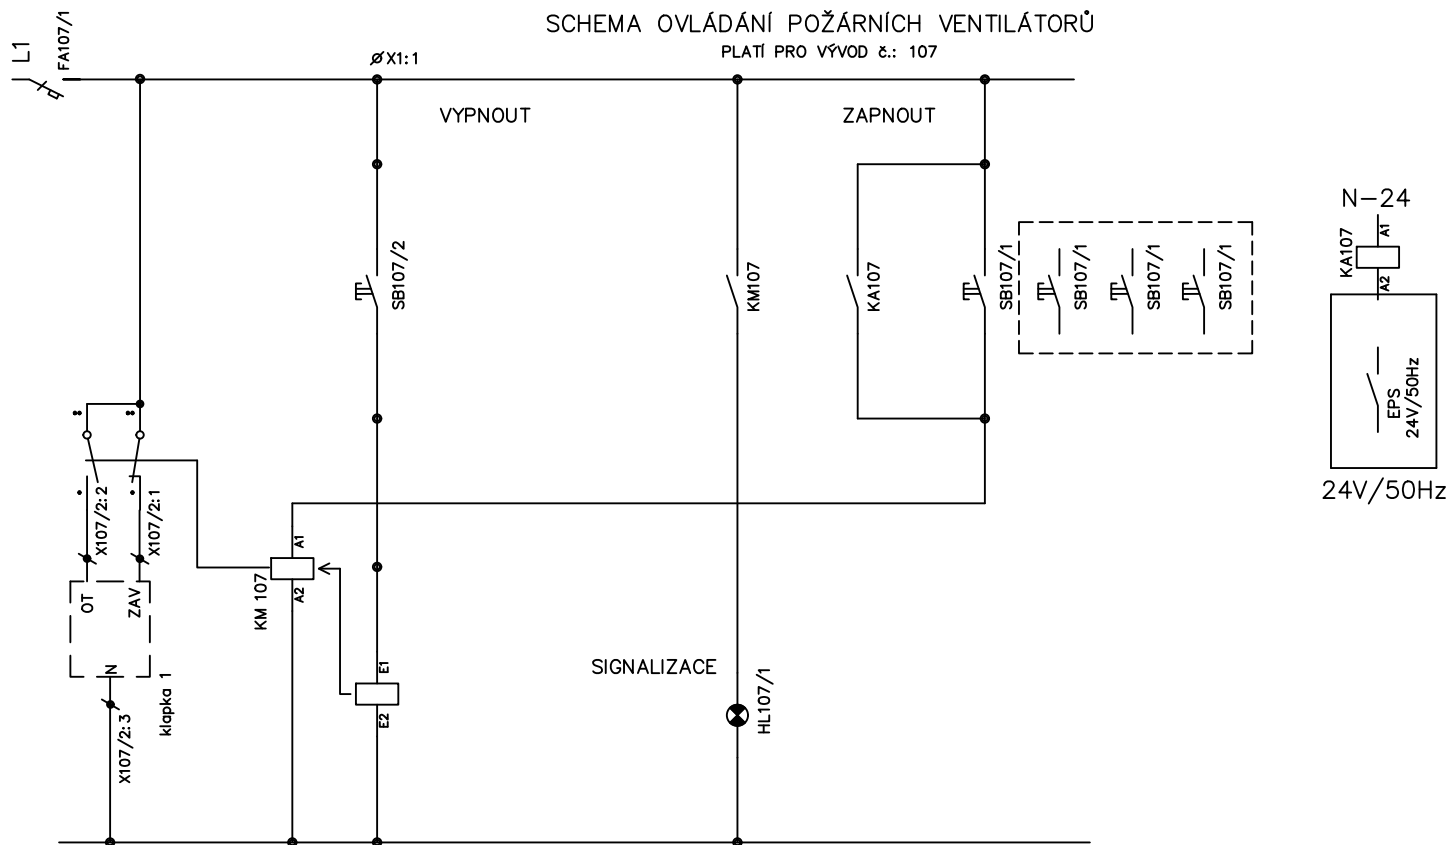 SCHEMA OVLÁDÁNÍ POŽÁRNÍCH VENTILÁTORŮ
PLATÍ PRO VÝVOD č.: 107
L1
FA107/1
X1:1
VYPNOUT
ZAPNOUT
SB107/2
KM107
KA107
SB107/1
SB107/1
SB107/1
SB107/1
N-24
KA107
A1
A2
EPS
24V/50Hz
24V/50Hz
X107/2:2
X107/2:1
OT
ZAV
N
klapka 1
X107/2:3
KM 107
A1
A2
E1
E2
SIGNALIZACE
HL107/1